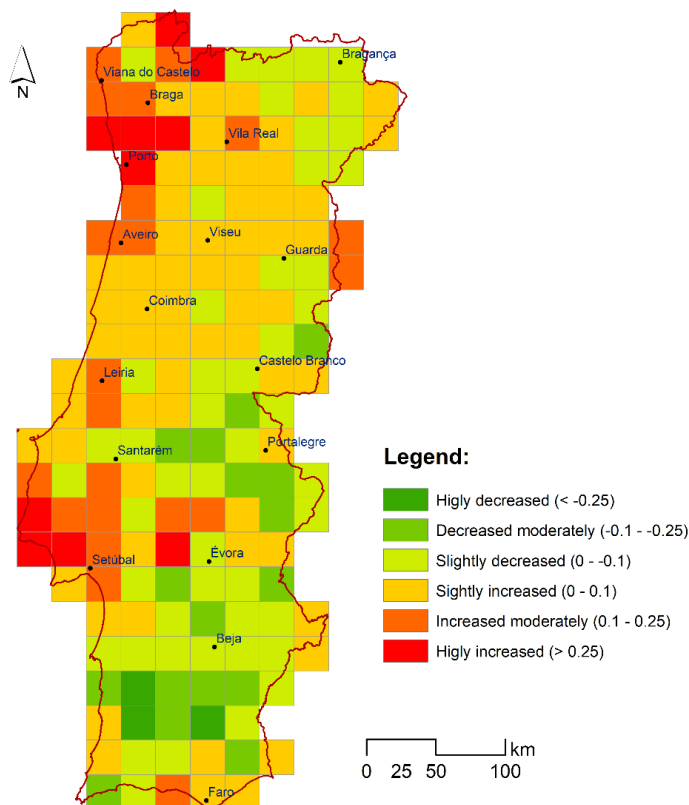 Bragança
Viana do Castelo
N
Braga
Vila Real
Porto
Aveiro
Viseu
Guarda
Coimbra
Castelo Branco
Leiria
Portalegre
Santarém
Legend:
Higly decreased (< -0.25)
Decreased moderately (-0.1 - -0.25)
Slightly decreased (0 - -0.1)
Sightly increased (0 - 0.1)
Increased moderately (0.1 - 0.25)
Higly increased (> 0.25)
Setúbal
Évora
Beja
km
0 25 50 100
Faro